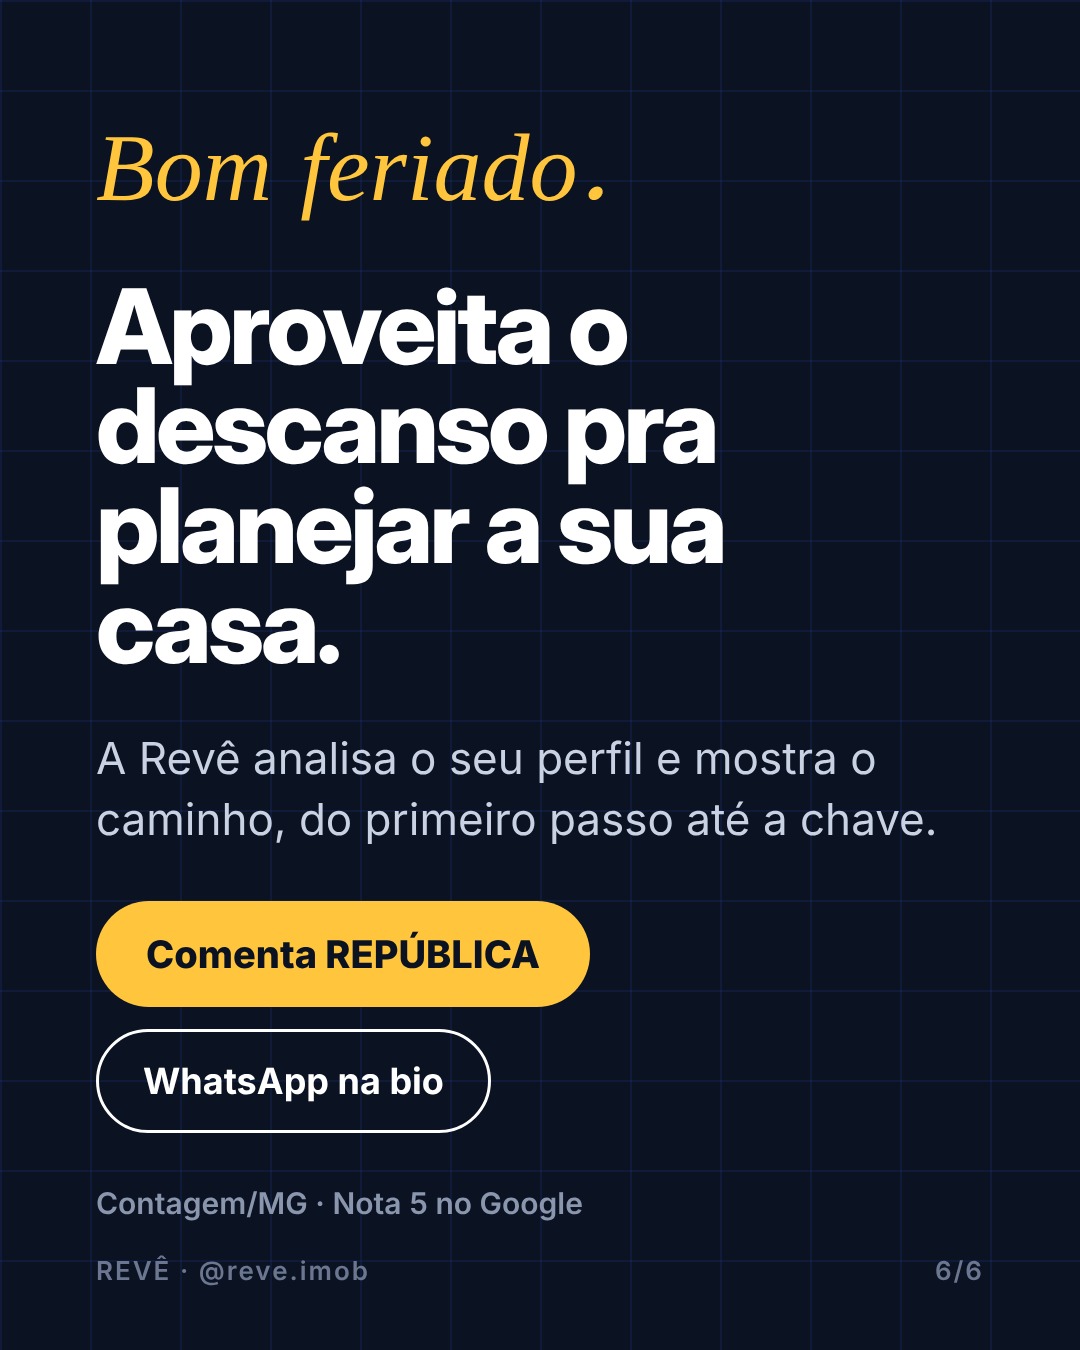 Bom feriado.
Aproveita o
descanso pra
planejar a sua
casa.
A Revê analisa o seu perfil e mostra o
caminho, do primeiro passo até a chave.
Comenta REPÚBLICA
WhatsApp na bio
Contagem/MG · Nota 5 no Google
REVÊ · @reve.imob
6/6